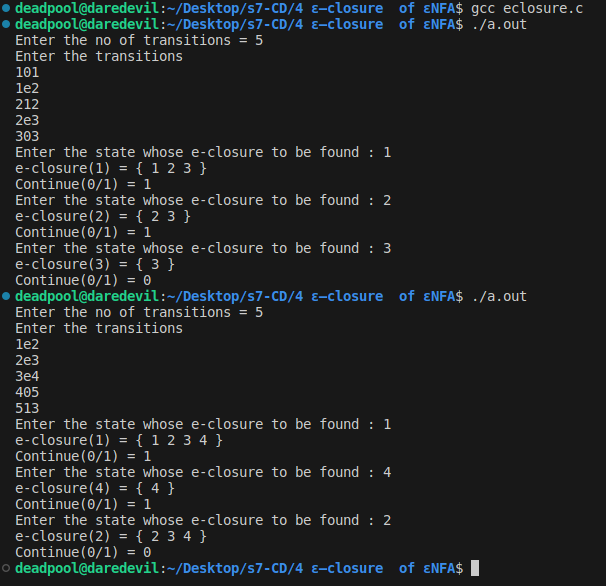 deadpool@daredevil:~/Desktop/s7-CD/4 ε–closure  of εNFA$ gcc eclosure.c
deadpool@daredevil:~/Desktop/s7-CD/4 ε–closure  of εNFA$ ./a.out
Enter the no of transitions = 5
Enter the transitions
101
1e2
212
2e3
303
Enter the state whose e-closure to be found : 1
e-closure(1) = { 1 2 3 }
Continue(0/1) = 1
Enter the state whose e-closure to be found : 2
e-closure(2) = { 2 3 }
Continue(0/1) = 1
Enter the state whose e-closure to be found : 3
e-closure(3) = { 3 }
Continue(0/1) = 0
deadpool@daredevil:~/Desktop/s7-CD/4 ε–closure  of εNFA$ ./a.out
Enter the no of transitions = 5
Enter the transitions
1e2
2e3
3e4
405
513
Enter the state whose e-closure to be found : 1
e-closure(1) = { 1 2 3 4 }
Continue(0/1) = 1
Enter the state whose e-closure to be found : 4
e-closure(4) = { 4 }
Continue(0/1) = 1
Enter the state whose e-closure to be found : 2
e-closure(2) = { 2 3 4 }
Continue(0/1) = 0
deadpool@daredevil:~/Desktop/s7-CD/4 ε–closure  of εNFA$